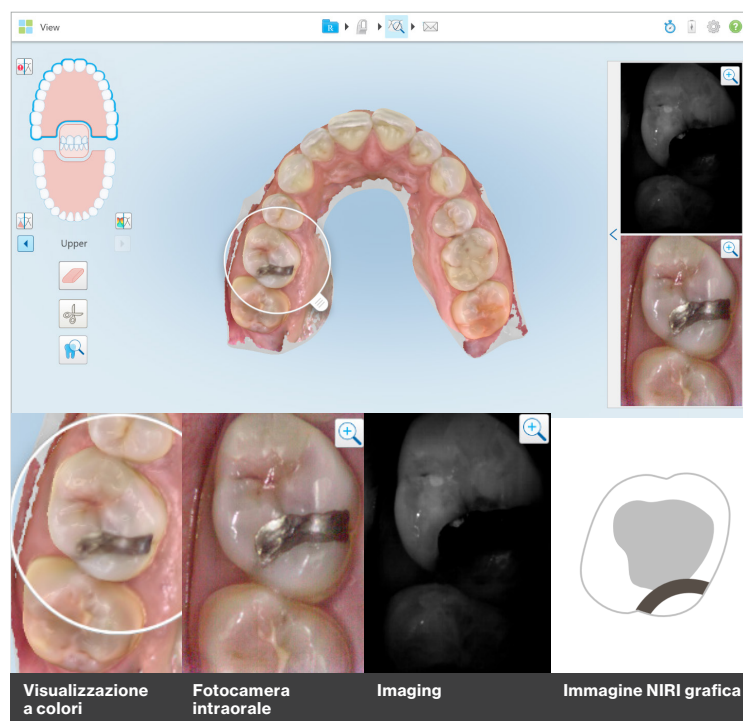 View
R
Upper
Visualizzazione
a colori
Fotocamera
intraorale
Imaging
Immagine NIRI grafica